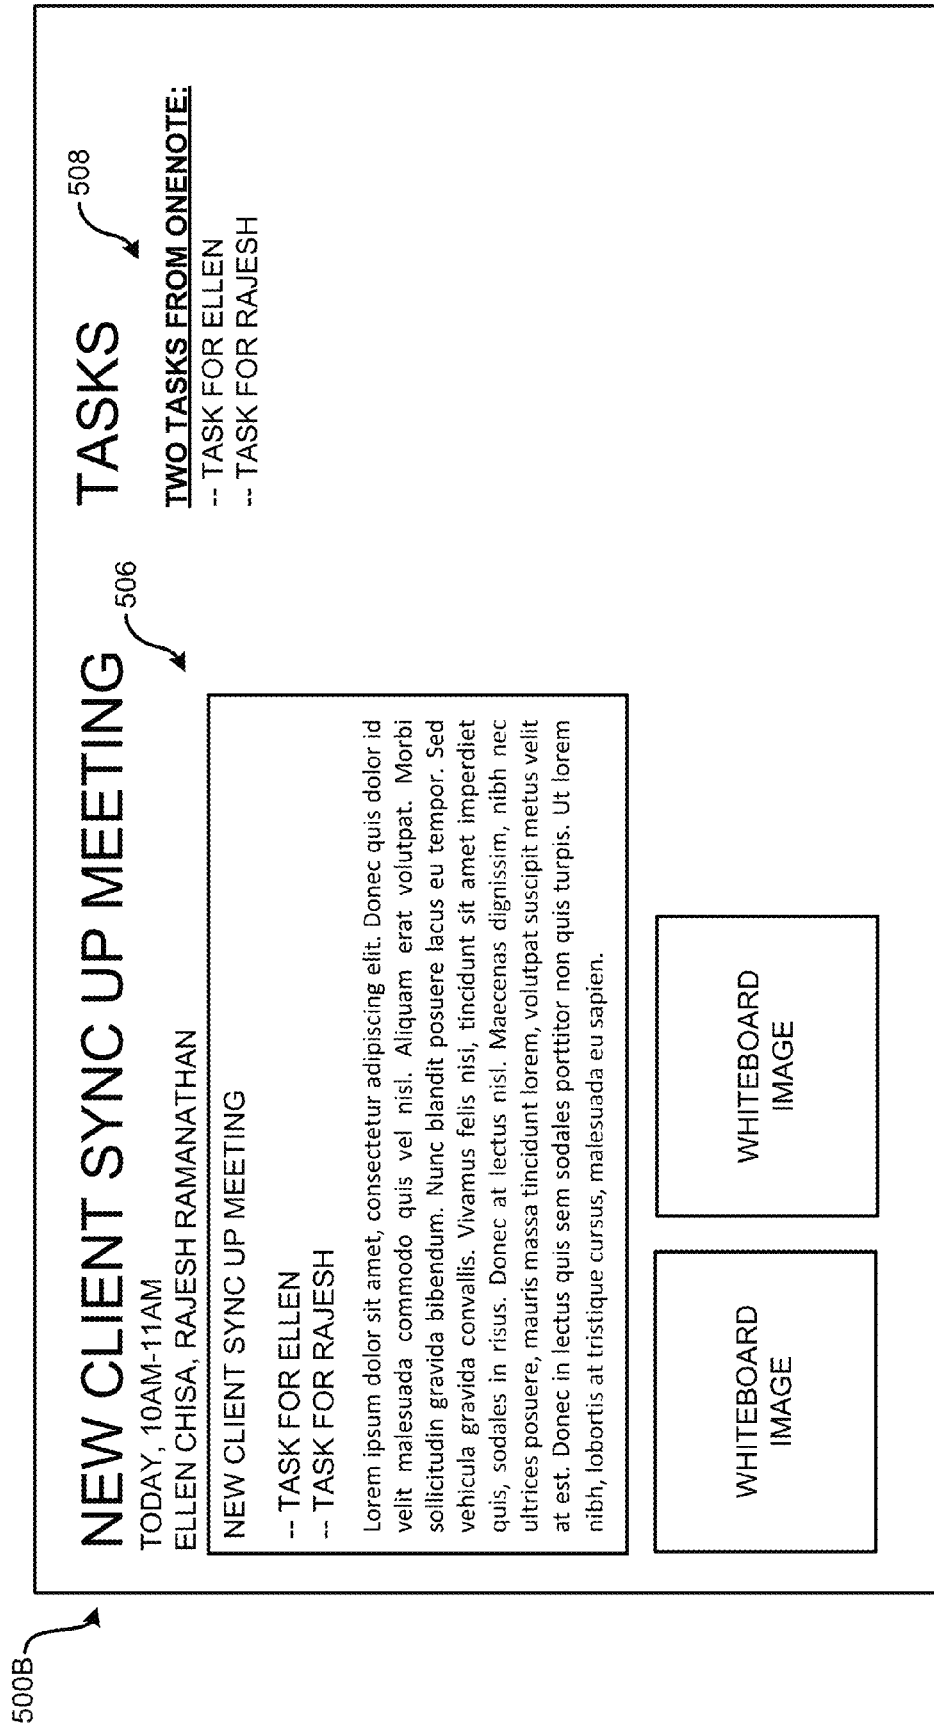 500B
NEW CLIENT SYNC UP MEETING
TODAY, 10AM-11AM
ELLEN CHISA, RAJESH RAMANATHAN
506
NEW CLIENT SYNC UP MEETING
-- TASK FOR ELLEN
-- TASK FOR RAJESH
Lorem ipsum dolor sit amet, consectetur adipiscing elit. Donec quis dolor id
velit malesuada commodo quis vel nisl. Aliquam erat volutpat. Morbi
sollicitudin gravida bibendum. Nunc blandit posuere lacus eu tempor. Sed
vehicula gravida convallis. Vivamus felis nisi, tincidunt sit amet imperdiet
quis, sodales in risus. Donec at lectus nisl. Maecenas dignissim, nibh nec
ultrices posuere, mauris massa tincidunt lorem, volutpat suscipit metus velit
at est. Donec in lectus quis sem sodales porttitor non quis turpis. Ut lorem
nibh, lobortis at tristique cursus, malesuada eu sapien.
WHITEBOARD
IMAGE
WHITEBOARD
IMAGE
TASKS
508
TWO TASKS FROM ONENOTE:
-- TASK FOR ELLEN
-- TASK FOR RAJESH